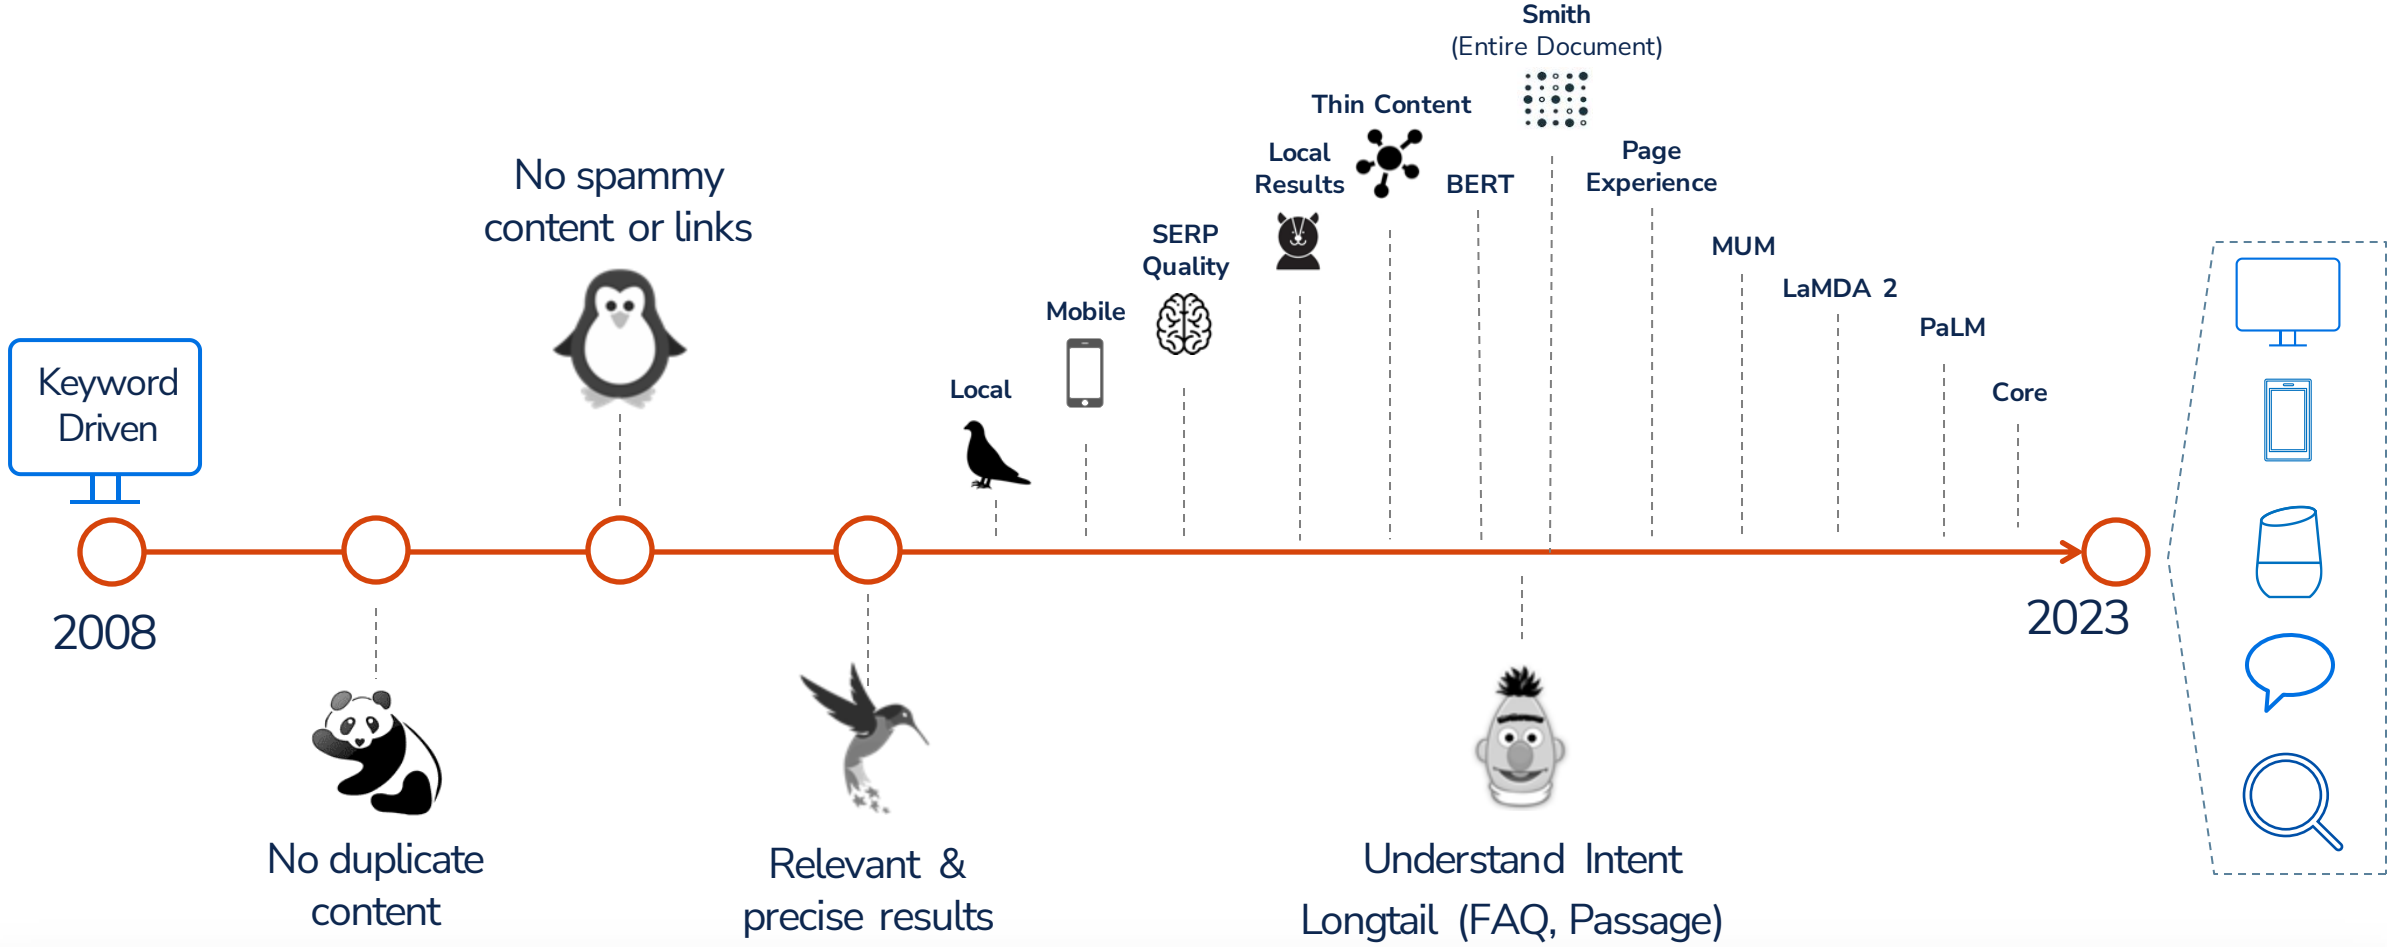 Keyword
Driven
2008
No duplicate
content
No spammy
content or links
Relevant &
precise results
Local
Mobile
SERP
Quality
Local
Results
Thin Content
BERT
Smith
(Entire Document)
Page
Experience
MUM
LaMDA 2
PaLM
Core
Understand Intent
Longtail (FAQ, Passage)
2023